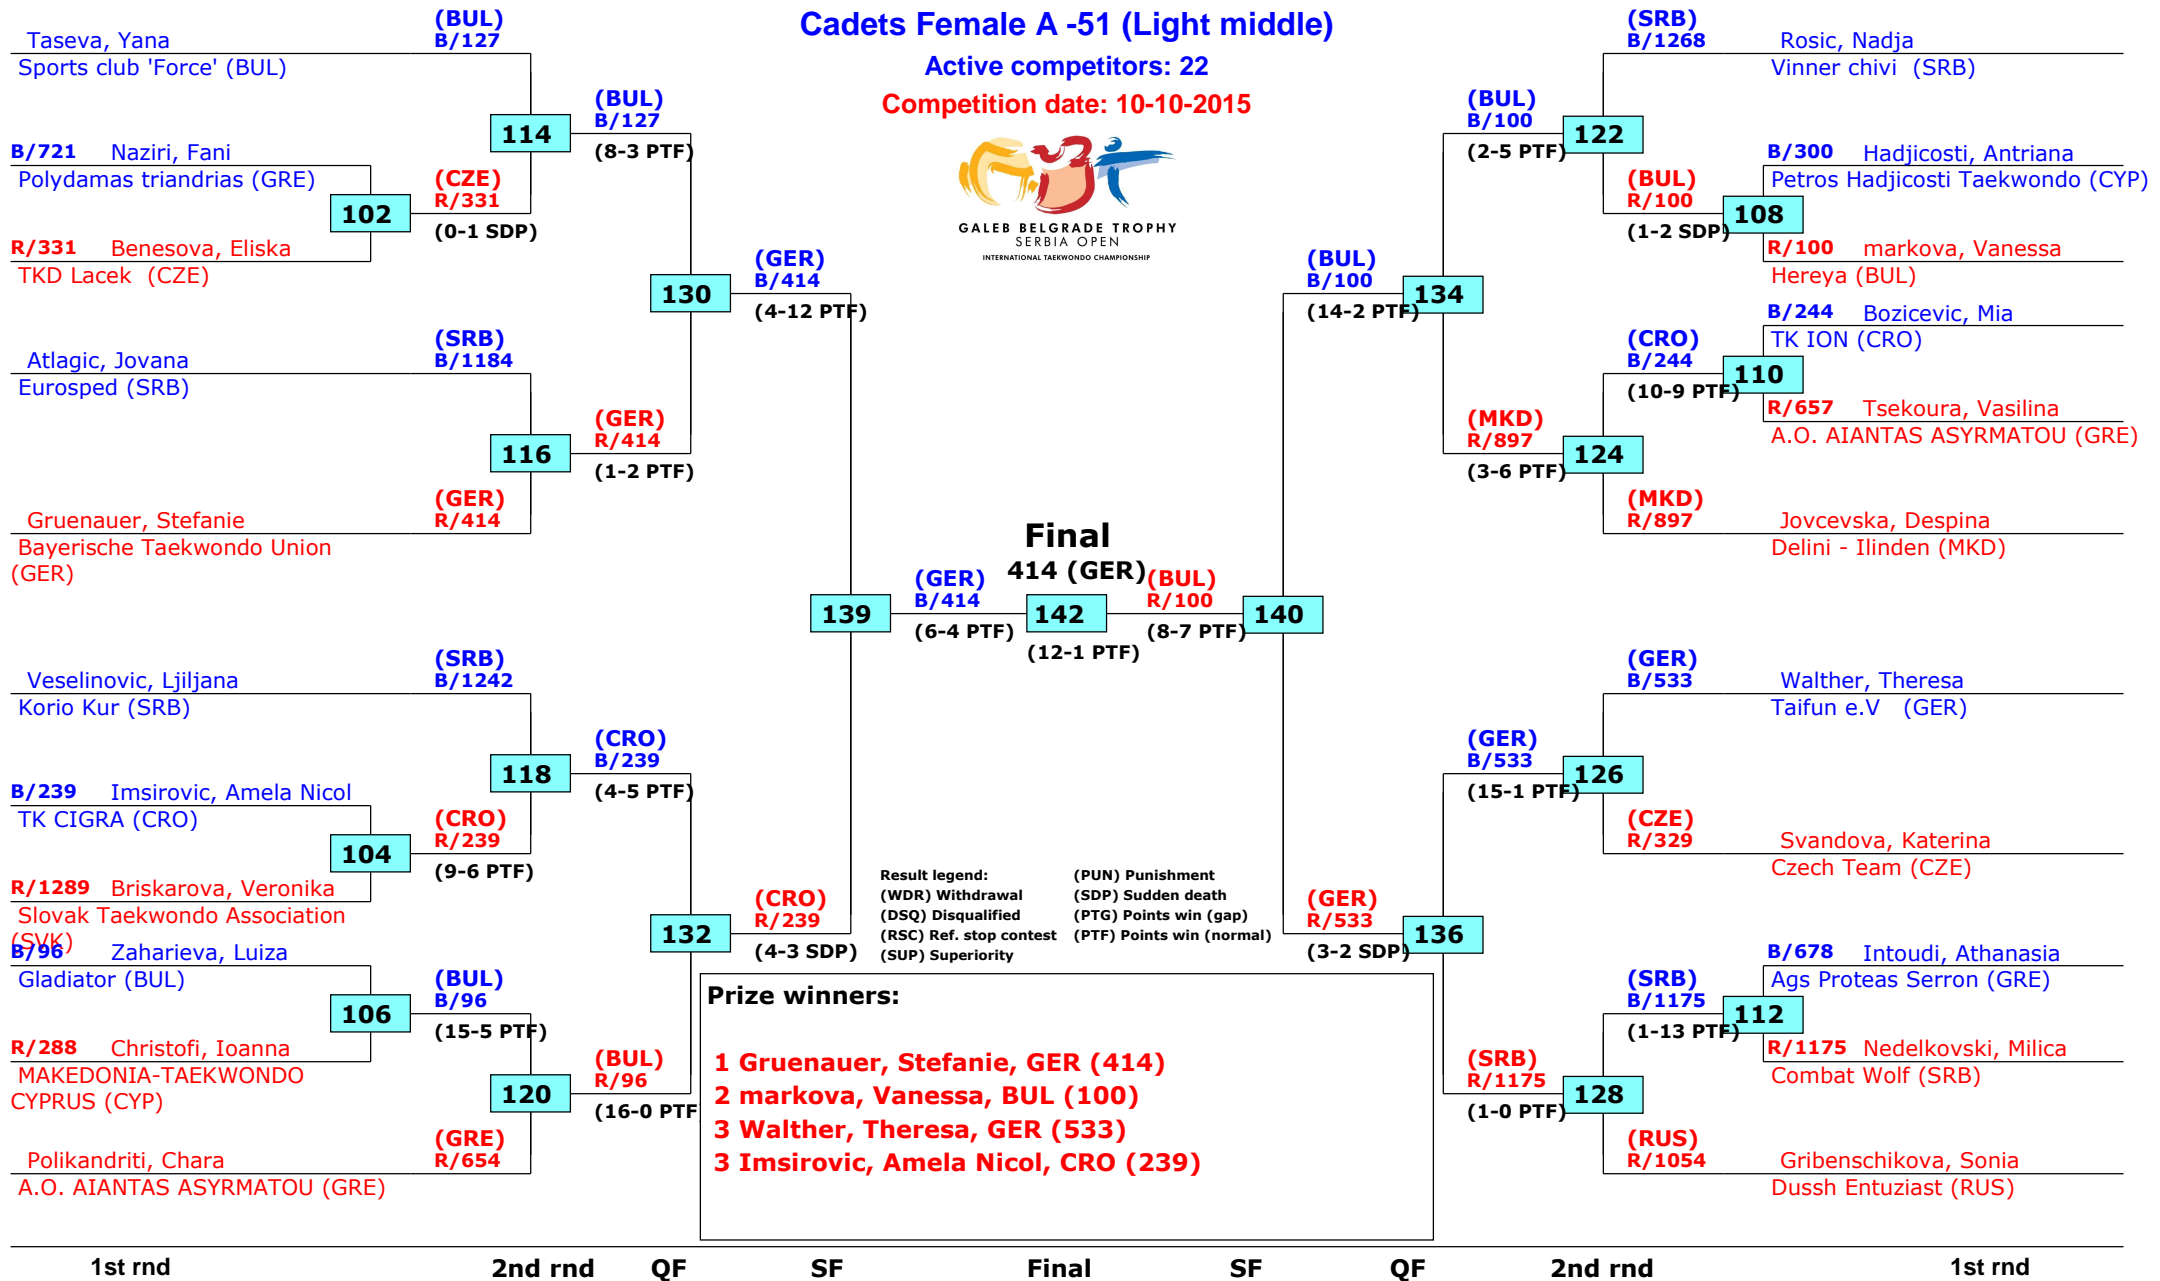 Cadets Female A -51 (Light middle)
Active competitors: 22
Competition date: 10-10-2015
GALEB BELGRADE TROPHY
SERBIA OPEN
INTERNATIONAL TAEKWONDO CHAMPIONSHIP
Taseva, Yana
Sports club 'Force' (BUL)
(BUL)
B/127
B/721 Naziri, Fani
Polydamas triandrias (GRE)
R/331 Benesova, Eliska
TKD Lacek (CZE)
102
(CZE)
R/331
(0-1 SDP)
114
(BUL)
B/127
(8-3 PTF)
Atlagic, Jovana
Eurosped (SRB)
(SRB)
B/1184
Gruenauer, Stefanie
Bayerische Taekwondo Union
(GER)
(GER)
R/414
116
(GER)
R/414
(1-2 PTF)
130
(GER)
B/414
(4-12 PTF)
Veselinovic, Ljiljana
Korio Kur (SRB)
(SRB)
B/1242
B/239 Imsirovic, Amela Nicol
TK CIGRA (CRO)
R/1289 Briskarova, Veronika
Slovak Taekwondo Association
(SVK)
104
(CRO)
R/239
(9-6 PTF)
118
(CRO)
B/239
(4-5 PTF)
B/96 Zaharieva, Luiza
Gladiator (BUL)
R/288 Christofi, Ioanna
MAKEDONIA-TAEKWONDO
CYPRUS (CYP)
106
(BUL)
B/96
(15-5 PTF)
Polikandriti, Chara
A.O. AIANTAS ASYRMATOU (GRE)
(GRE)
R/654
120
(BUL)
R/96
(16-0 PTF
132
(CRO)
R/239
(4-3 SDP)
139
(GER)
B/414
(6-4 PTF)
Final
414 (GER)
142
(12-1 PTF)
(BUL)
R/100
(8-7 PTF)
140
(SRB)
B/1268
Rosic, Nadja
Vinner chivi (SRB)
B/300 Hadjicosti, Antriana
Petros Hadjicosti Taekwondo (CYP)
R/100 markova, Vanessa
Hereya (BUL)
108
(BUL)
R/100
(1-2 SDP)
122
(BUL)
B/100
(2-5 PTF)
B/244 Bozicevic, Mia
TK ION (CRO)
R/657 Tsekoura, Vasilina
A.O. AIANTAS ASYRMATOU (GRE)
110
(CRO)
B/244
(10-9 PTF)
(MKD)
R/897
Jovcevska, Despina
Delini - Ilinden (MKD)
124
(MKD)
R/897
(3-6 PTF)
134
(BUL)
B/100
(14-2 PTF)
(GER)
B/533
Walther, Theresa
Taifun e.V (GER)
(CZE)
R/329
Svandova, Katerina
Czech Team (CZE)
126
(GER)
B/533
(15-1 PTF)
B/678 Intoudi, Athanasia
Ags Proteas Serron (GRE)
R/1175 Nedelkovski, Milica
Combat Wolf (SRB)
112
(SRB)
B/1175
(1-13 PTF)
(RUS)
R/1054
Gribenschikova, Sonia
Dussh Entuziast (RUS)
128
(SRB)
R/1175
(1-0 PTF)
136
(GER)
R/533
(3-2 SDP)
Result legend:
(WDR) Withdrawal
(DSQ) Disqualified
(RSC) Ref. stop contest
(SUP) Superiority
(PUN) Punishment
(SDP) Sudden death
(PTG) Points win (gap)
(PTF) Points win (normal)
Prize winners:
1 Gruenauer, Stefanie, GER (414)
2 markova, Vanessa, BUL (100)
3 Walther, Theresa, GER (533)
3 Imsirovic, Amela Nicol, CRO (239)
1st rnd 2nd rnd QF SF Final SF QF 2nd rnd 1st rnd